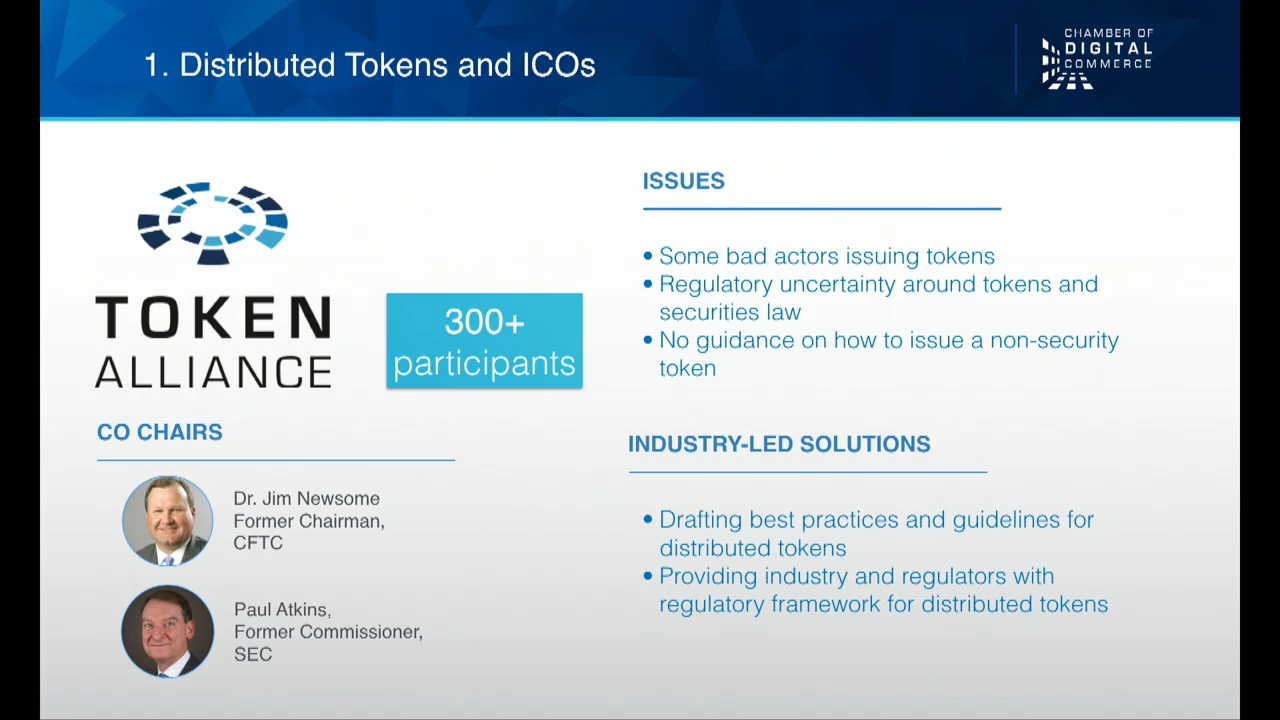 1. Distributed Tokens and ICOs
CHAMBER OF
DIGITAL
COMMERCE
TOKEN
ALLIANCE
300+
participants
CO CHAIRS
Dr. Jim Newsome
Former Chairman,
CFTC
Paul Atkins,
Former Commissioner,
SEC
ISSUES
• Some bad actors issuing tokens
• Regulatory uncertainty around tokens and
securities law
• No guidance on how to issue a non-security
token
INDUSTRY-LED SOLUTIONS
• Drafting best practices and guidelines for
distributed tokens
• Providing industry and regulators with
regulatory framework for distributed tokens